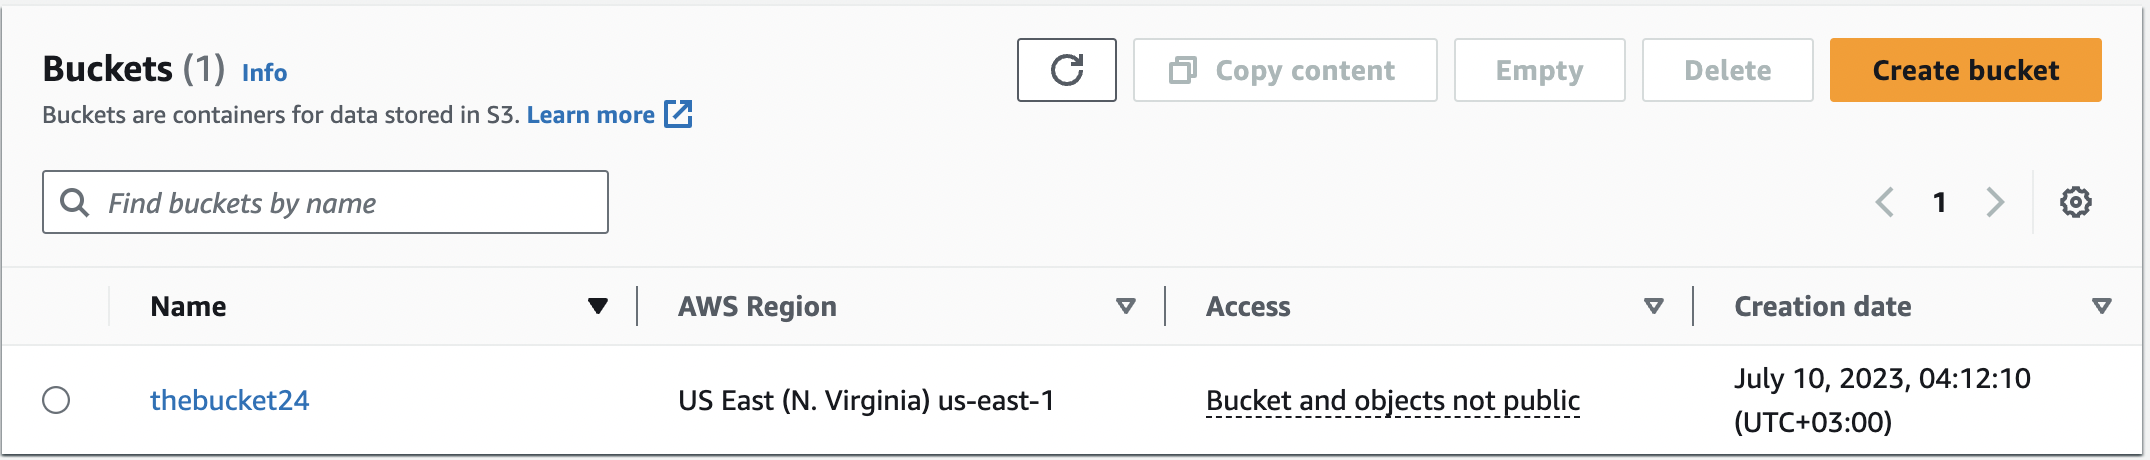 Buckets (1) Info
Buckets are containers for data stored in S3. Learn more
Copy content
Empty
Delete
Create bucket
Find buckets by name
1
Name
AWS Region
Access
Creation date
thebucket24
US East (N. Virginia) us-east-1
Bucket and objects not public
July 10, 2023, 04:12:10
(UTC+03:00)